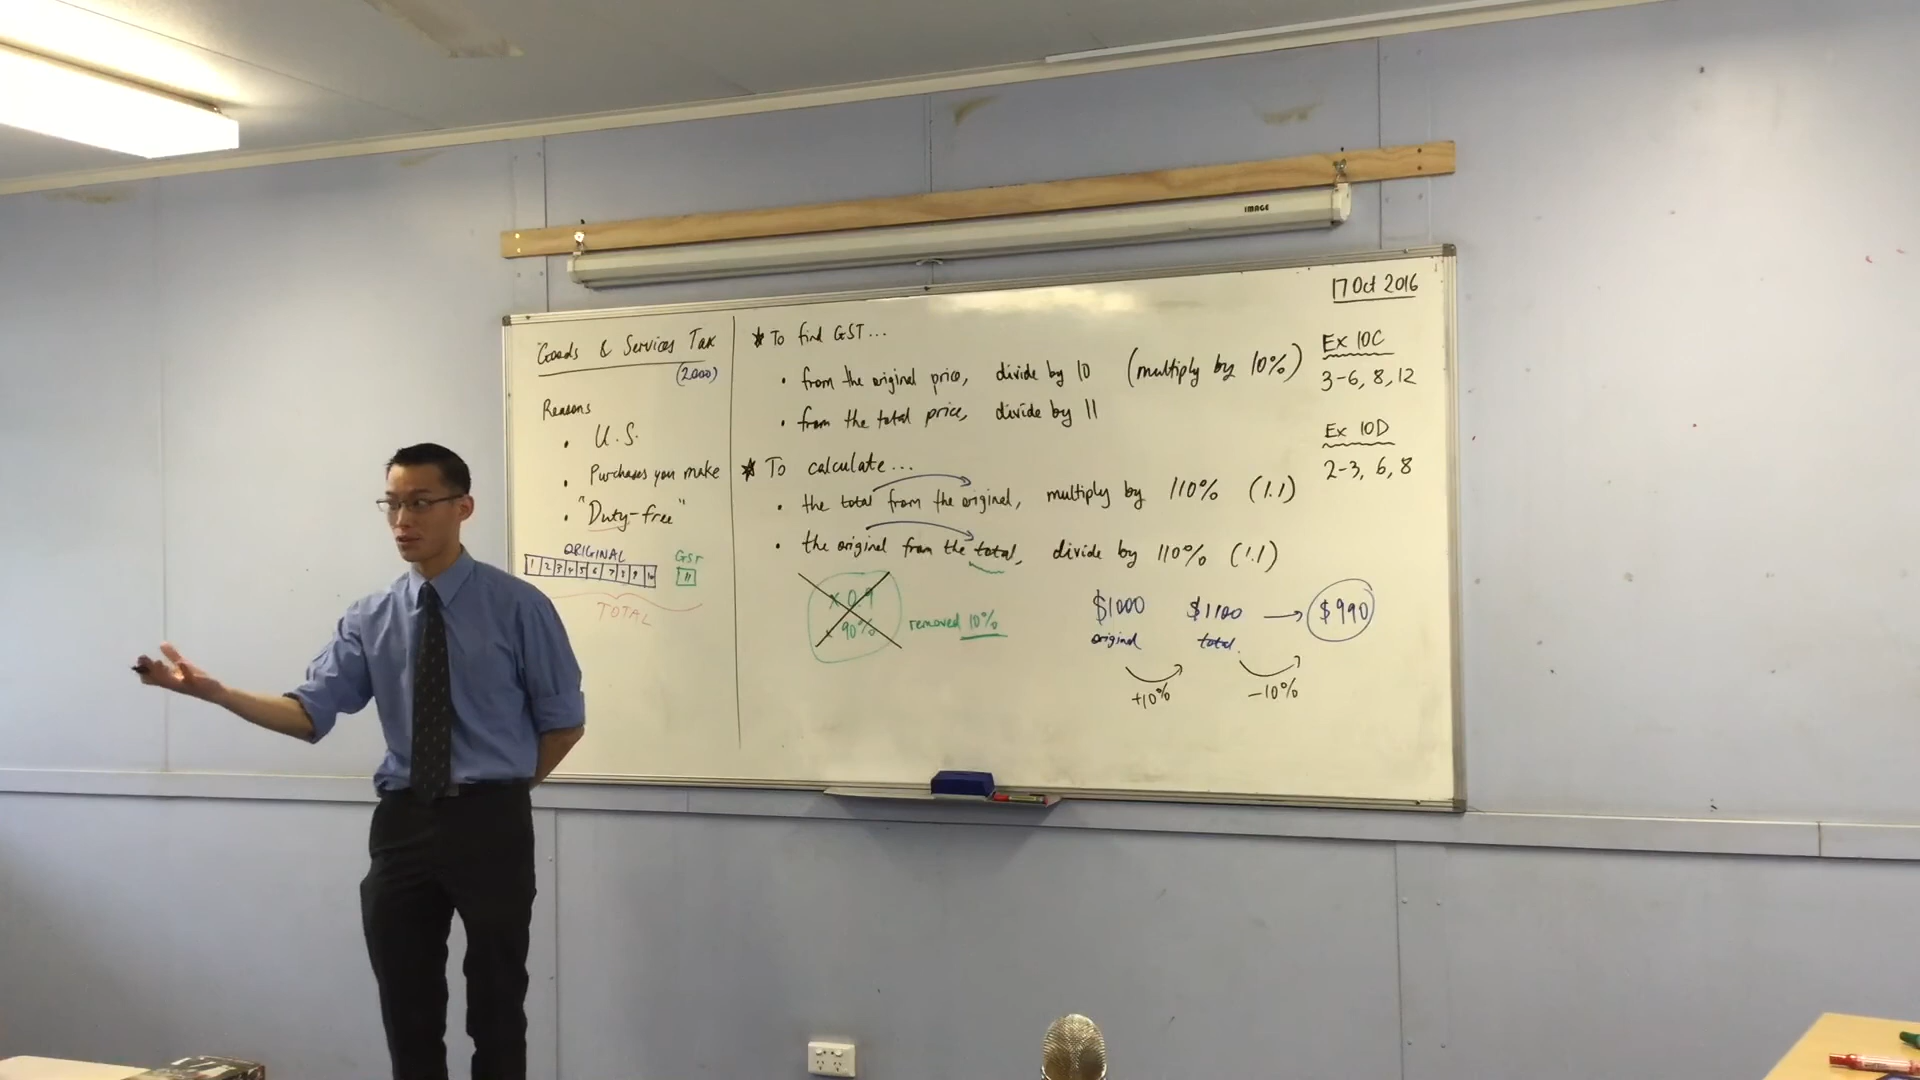 IMAGE
17 Oct 2016
Goods & Services Tax
(2000)
Reasons
• U.S.
• Purchases you make
• "Duty-free"
ORIGINAL
GST
1 2 3 4 5 6 7 8 9 10
11
TOTAL
* To find GST...
• from the original price, divide by 10 (multiply by 10%)
• from the total price, divide by 11
* To calculate...
• the total from the original, multiply by 110% (1.1)
• the original from the total, divide by 110% (1.1)
x 0.9
x 90%
removed 10%
$1000 $1100 → $990
original total
+10% -10%
Ex 10C
3-6, 8, 12
Ex 10D
2-3, 6, 8